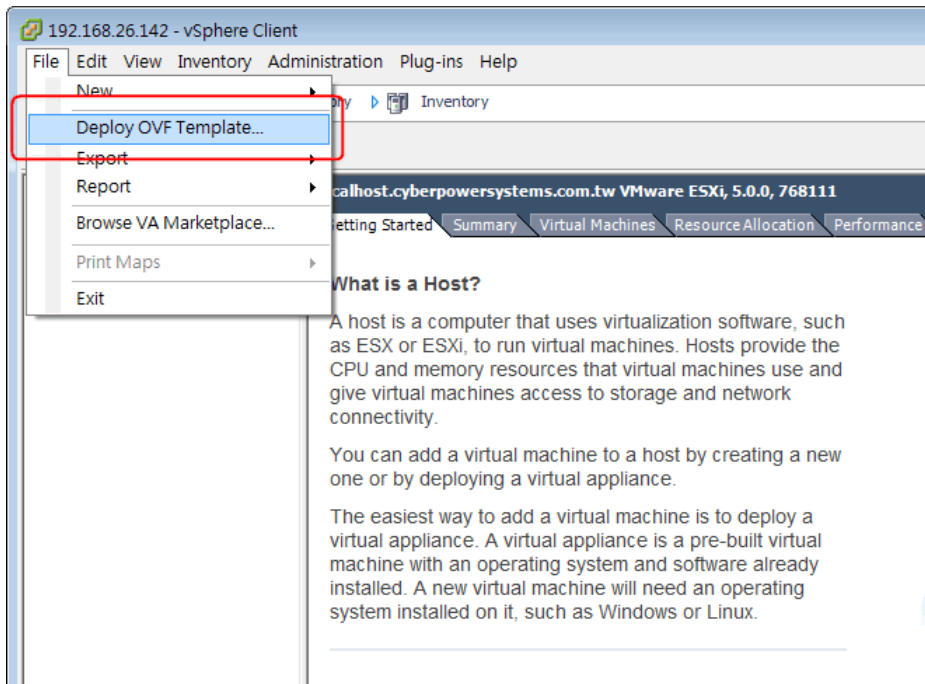 192.168.26.142 - vSphere Client
File Edit View Inventory Administration Plug-ins Help
New
Inventory
Deploy OVF Template...
Export
Report
Browse VA Marketplace...
Print Maps
Exit
calhost.cyberpowersystems.com.tw VMware ESXi, 5.0.0, 768111
etting Started Summary Virtual Machines Resource Allocation Performance
What is a Host?
A host is a computer that uses virtualization software, such
as ESX or ESXi, to run virtual machines. Hosts provide the
CPU and memory resources that virtual machines use and
give virtual machines access to storage and network
connectivity.
You can add a virtual machine to a host by creating a new
one or by deploying a virtual appliance.
The easiest way to add a virtual machine is to deploy a
virtual appliance. A virtual appliance is a pre-built virtual
machine with an operating system and software already
installed. A new virtual machine will need an operating
system installed on it, such as Windows or Linux.